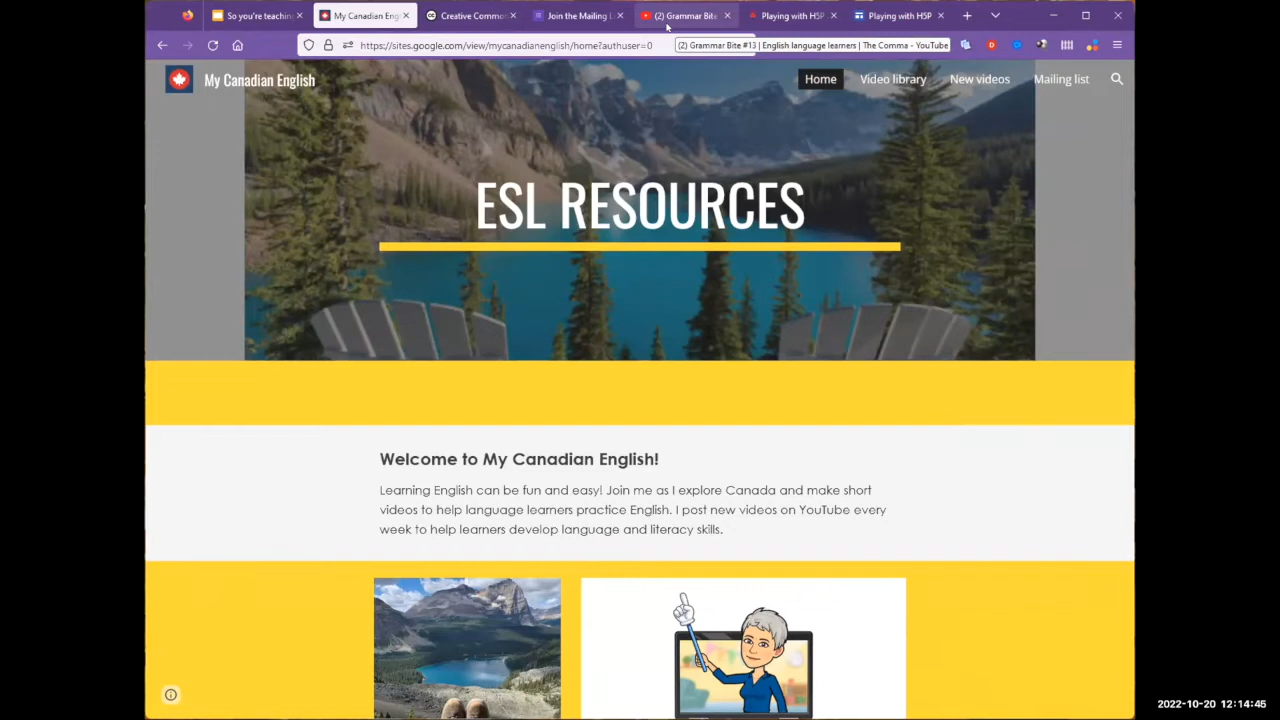 So you're teachin
My Canadian Eng
Creative Common
Join the Mailing L
(2) Grammar Bite
Playing with H5P
Playing with H5P
https://sites.google.com/view/mycanadianenglish/home?authuser=0
(2) Grammar Bite #13 | English language learners | The Comma - YouTube
My Canadian English
Home
Video library
New videos
Mailing list
ESL RESOURCES
Welcome to My Canadian English!
Learning English can be fun and easy! Join me as I explore Canada and make short
videos to help language learners practice English. I post new videos on YouTube every
week to help learners develop language and literacy skills.
2022-10-20 12:14:45